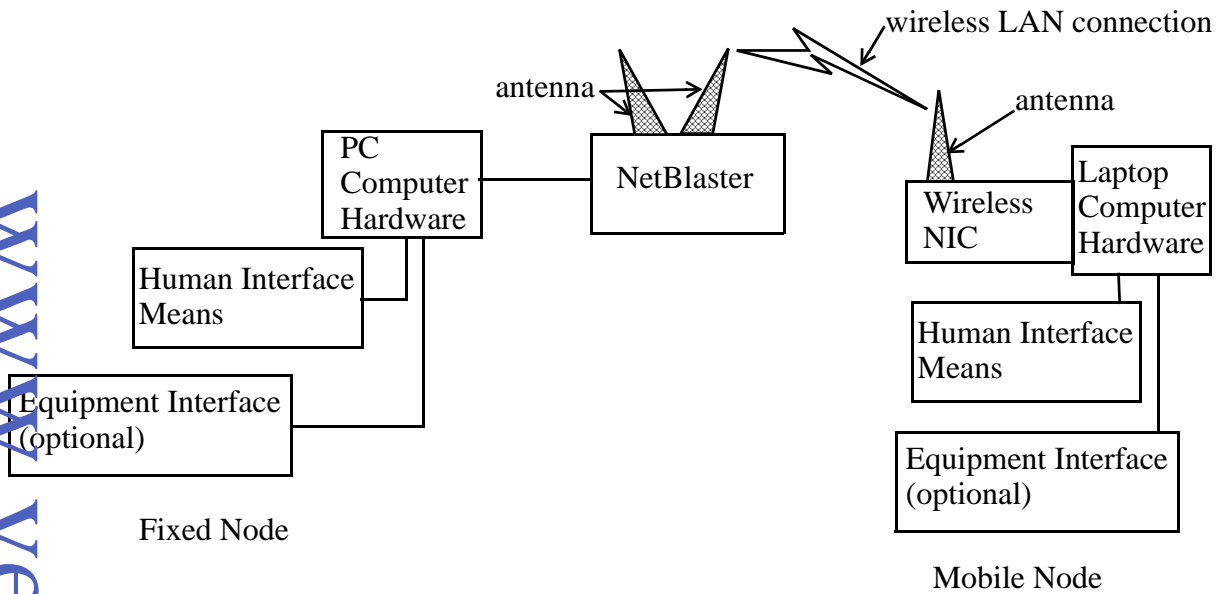 wireless LAN connection
antenna
antenna
PC
Computer
Hardware
NetBlaster
Wireless
NIC
Laptop
Computer
Hardware
Human Interface
Means
Equipment Interface
(optional)
Fixed Node
Human Interface
Means
Equipment Interface
(optional)
Mobile Node